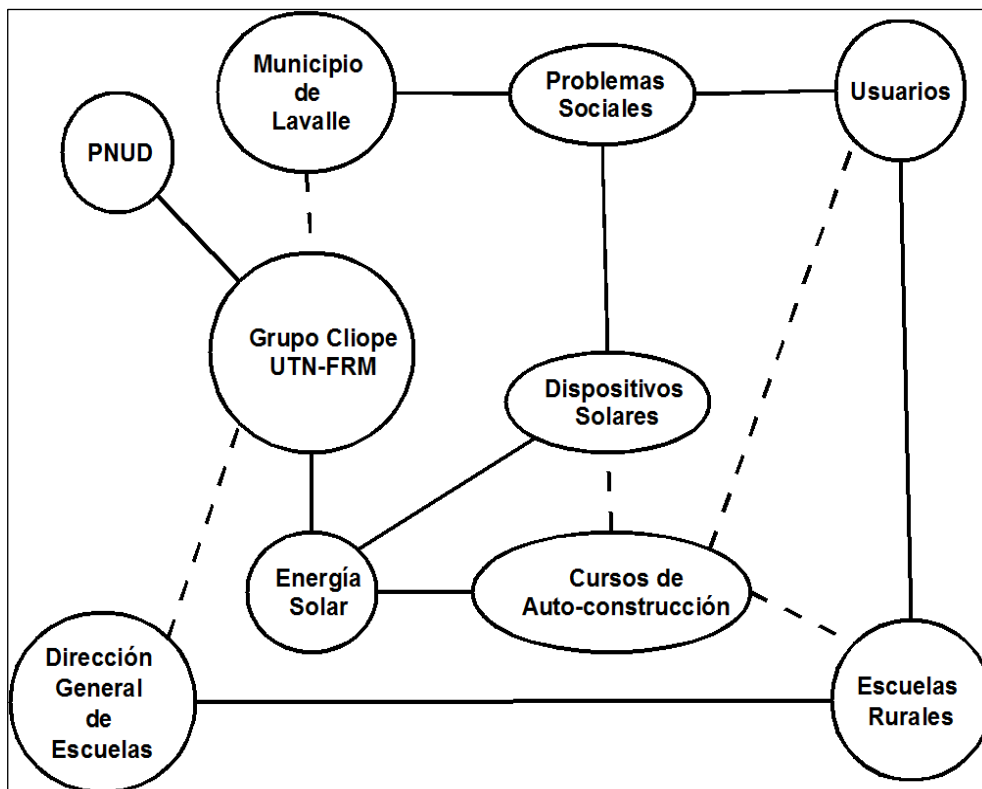 Municipio
de
Lavalle
Problemas
Sociales
Usuarios
PNUD
Grupo Cliope
UTN-FRM
Dispositivos
Solares
Energía
Solar
Cursos de
Auto-construcción
Dirección
General
de
Escuelas
Escuelas
Rurales